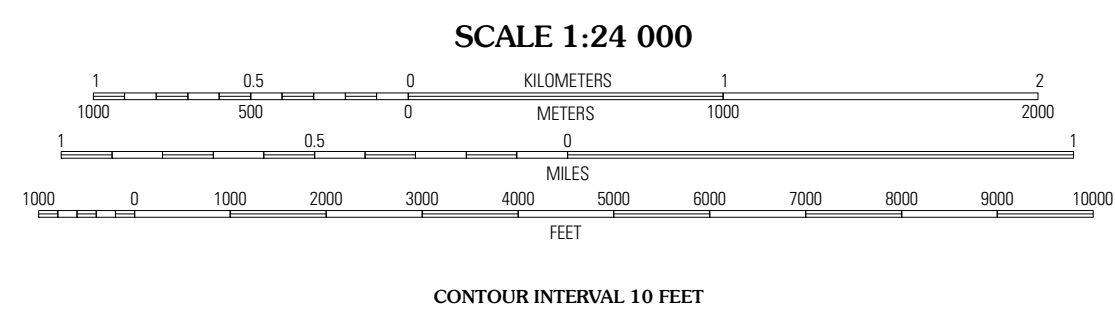 SCALE 1:24 000
1 0.5 0 KILOMETERS 1 2
1000 500 0 METERS 1000 2000
1 0.5 0 1
MILES
1000 0 1000 2000 3000 4000 5000 6000 7000 8000 9000 10000
FEET
CONTOUR INTERVAL 10 FEET